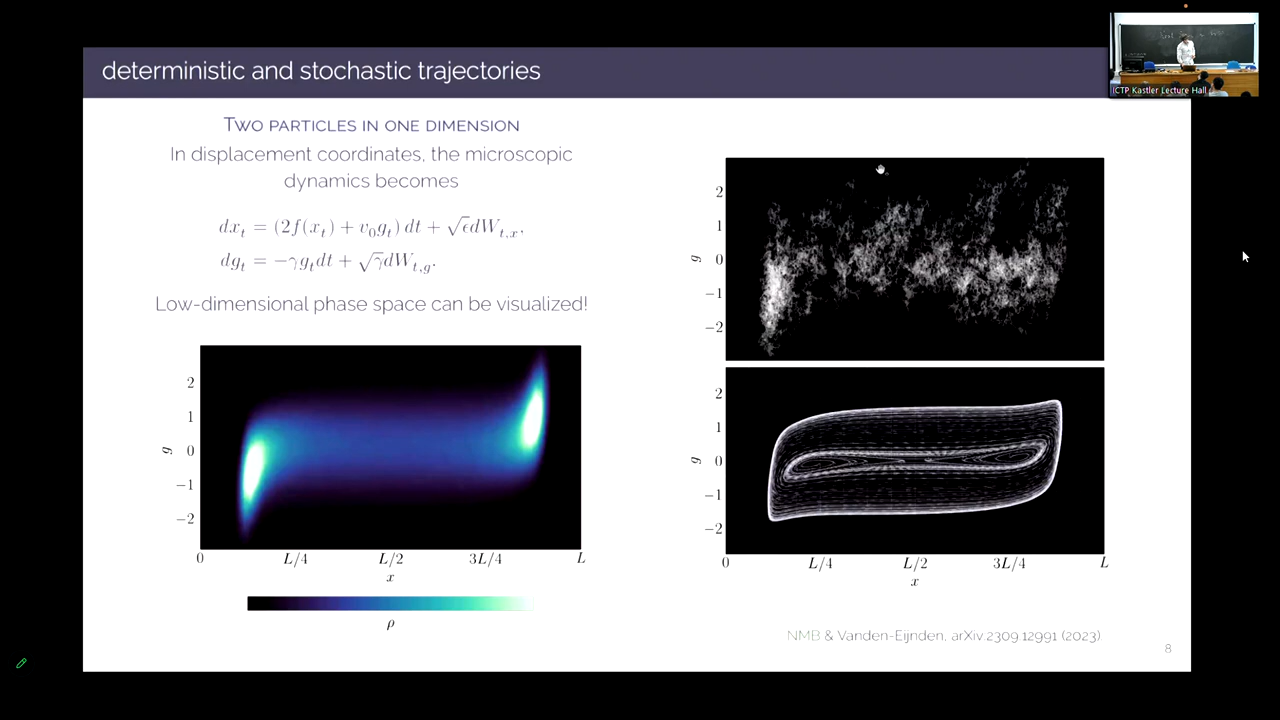 deterministic and stochastic trajectories
ICTP Kastler Lecture Hall
TWO PARTICLES IN ONE DIMENSION
In displacement coordinates, the microscopic
dynamics becomes
dx_t = (2f(x_t) + v_0 g_t) dt + √ϵ dW_{t,x},
dg_t = −γg_t dt + √γ dW_{t,g}.
Low-dimensional phase space can be visualized!
2
1
0
−1
−2
g
0
L/4
L/2
3L/4
L
x
ρ
2
1
0
−1
−2
g
2
1
0
−1
−2
g
0
L/4
L/2
3L/4
L
x
NMB & Vanden-Eijnden, arXiv:2309.12991 (2023)
8